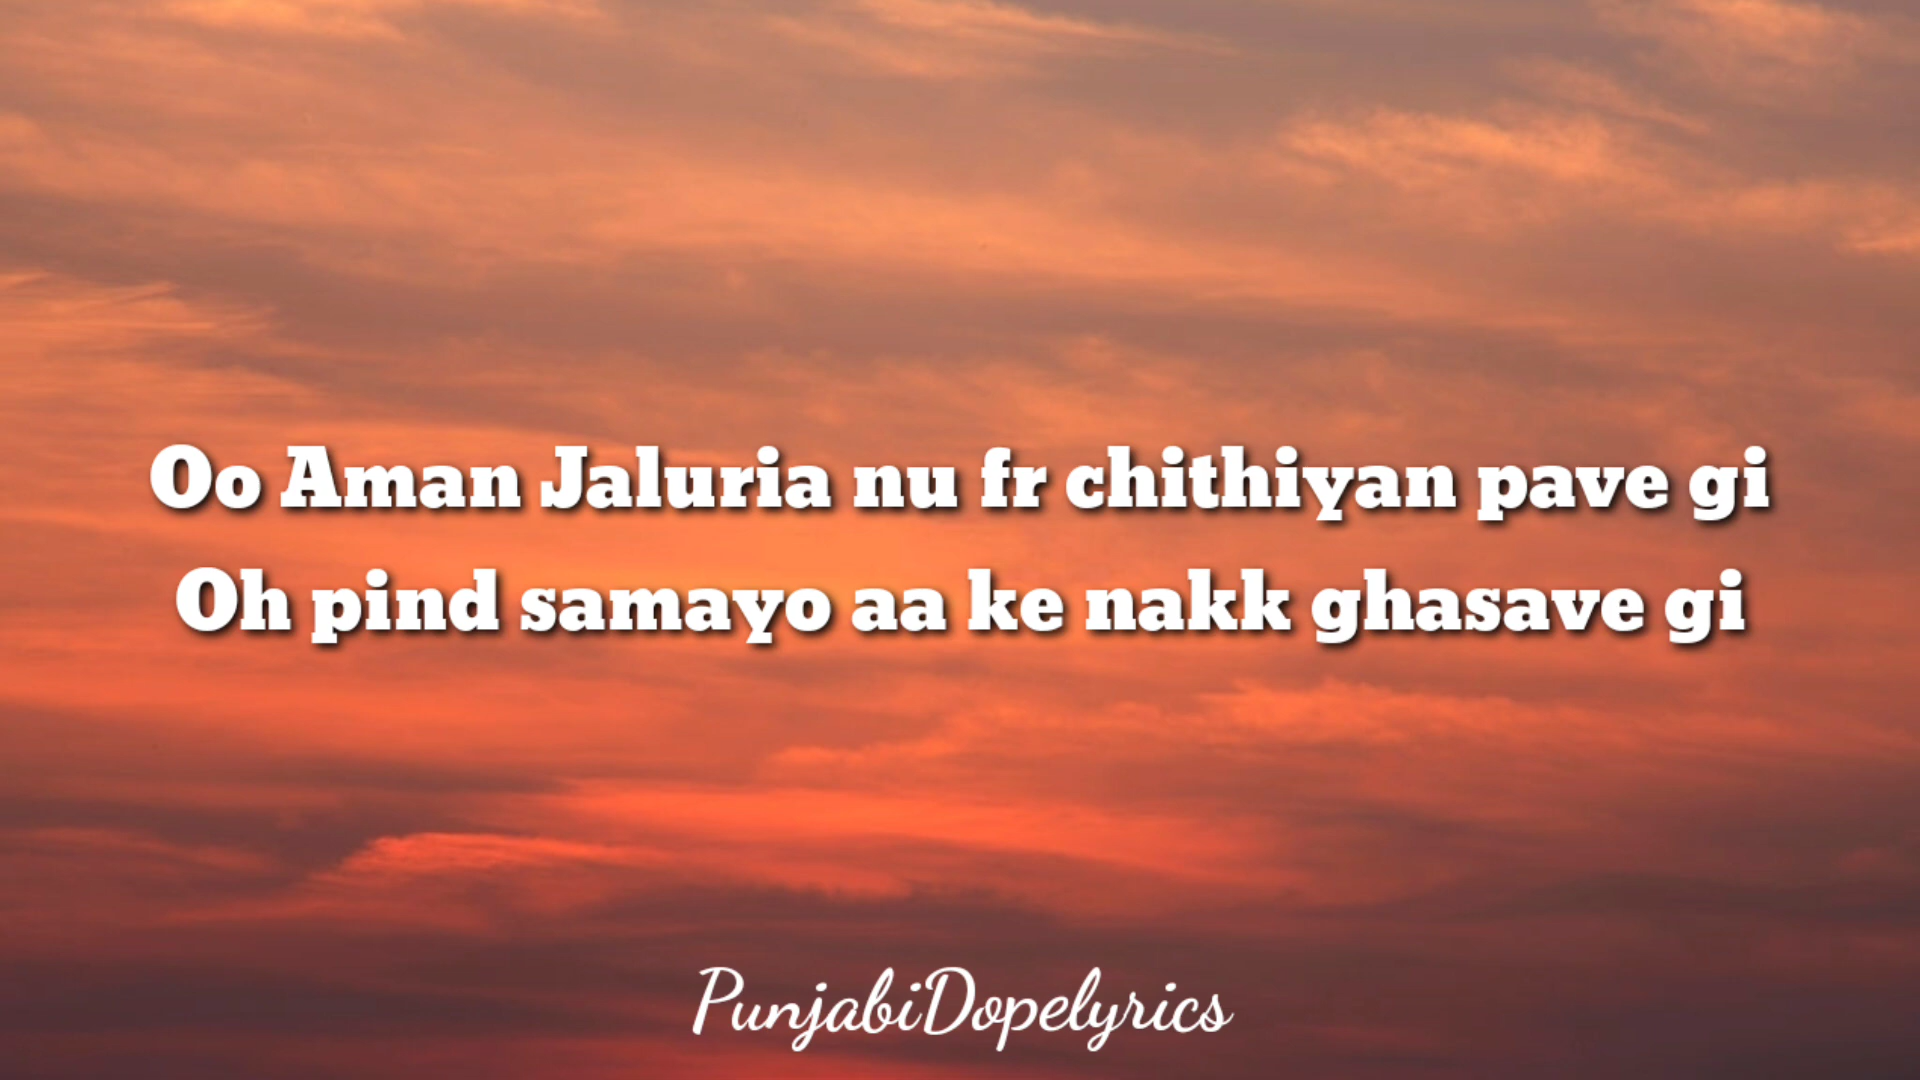 Oo Aman Jaluria nu fr chithiyan pave gi
Oh pind samayo aa ke nakk ghasave gi
PunjabiDopelyrics